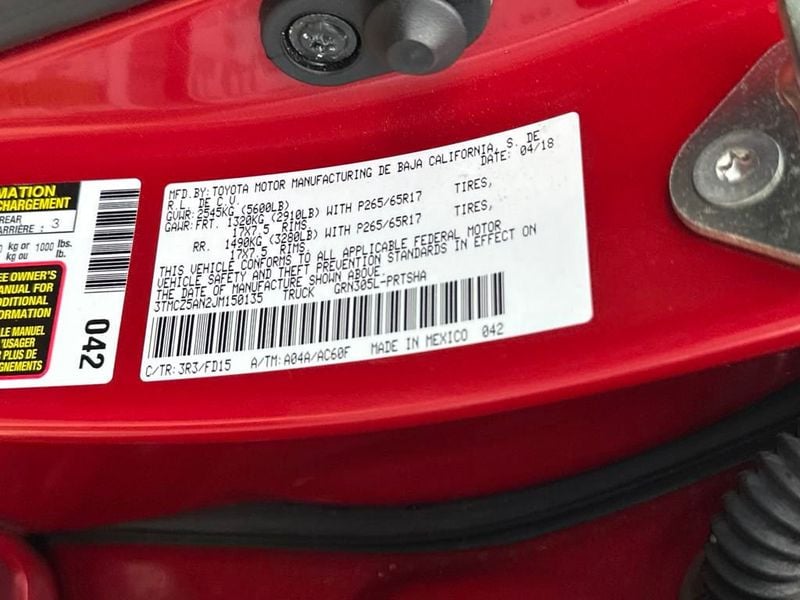 MFD.BY: TOYOTA MOTOR MANUFACTURING DE BAJA CALIFORNIA, S. DE
R.L. DE C.V. DATE: 04/18
GVWR: 2545KG (5600LB)
GAWR: FRT. 1320KG (2910LB) WITH P265/65R17 TIRES,
17X7.5 RIMS,
RR. 1490KG (3280LB) WITH P265/65R17 TIRES,
17X7.5 RIMS.
THIS VEHICLE CONFORMS TO ALL APPLICABLE FEDERAL MOTOR
VEHICLE SAFETY AND THEFT PREVENTION STANDARDS IN EFFECT ON
THE DATE OF MANUFACTURE SHOWN ABOVE.
3TMCZ5AN2JM150135 TRUCK GRN305L-PRTSHA
C/TR: 3R3/FD15 A/TM: A04A/AC60F MADE IN MEXICO 042
MATION
CHARGEMENT
REAR
ARRIÈRE : 3
kg or 1000 lbs.
kg ou lb.
EE OWNER'S
MANUAL FOR
ADDITIONAL
FORMATION
LE MANUEL
'USAGER
PLUS DE
GNEMENTS
042